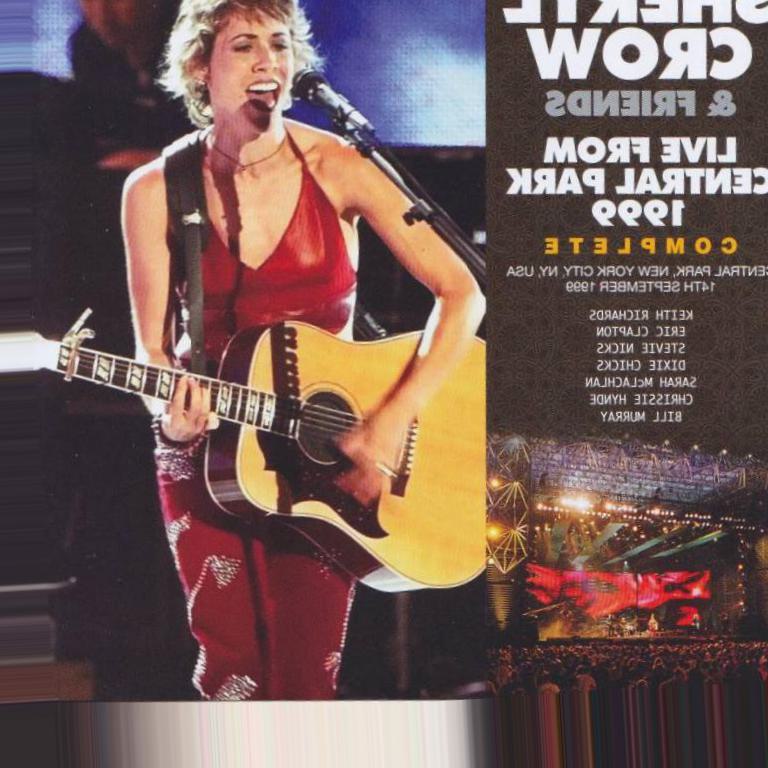 SHERYL
CROW
& FRIENDS
LIVE FROM
CENTRAL PARK
1999
COMPLETE
CENTRAL PARK, NEW YORK CITY, NY, USA
14TH SEPTEMBER 1999
KEITH RICHARDS
ERIC CLAPTON
STEVIE NICKS
DIXIE CHICKS
SARAH McLACHLAN
CHRISSIE HYNDE
BILL MURRAY